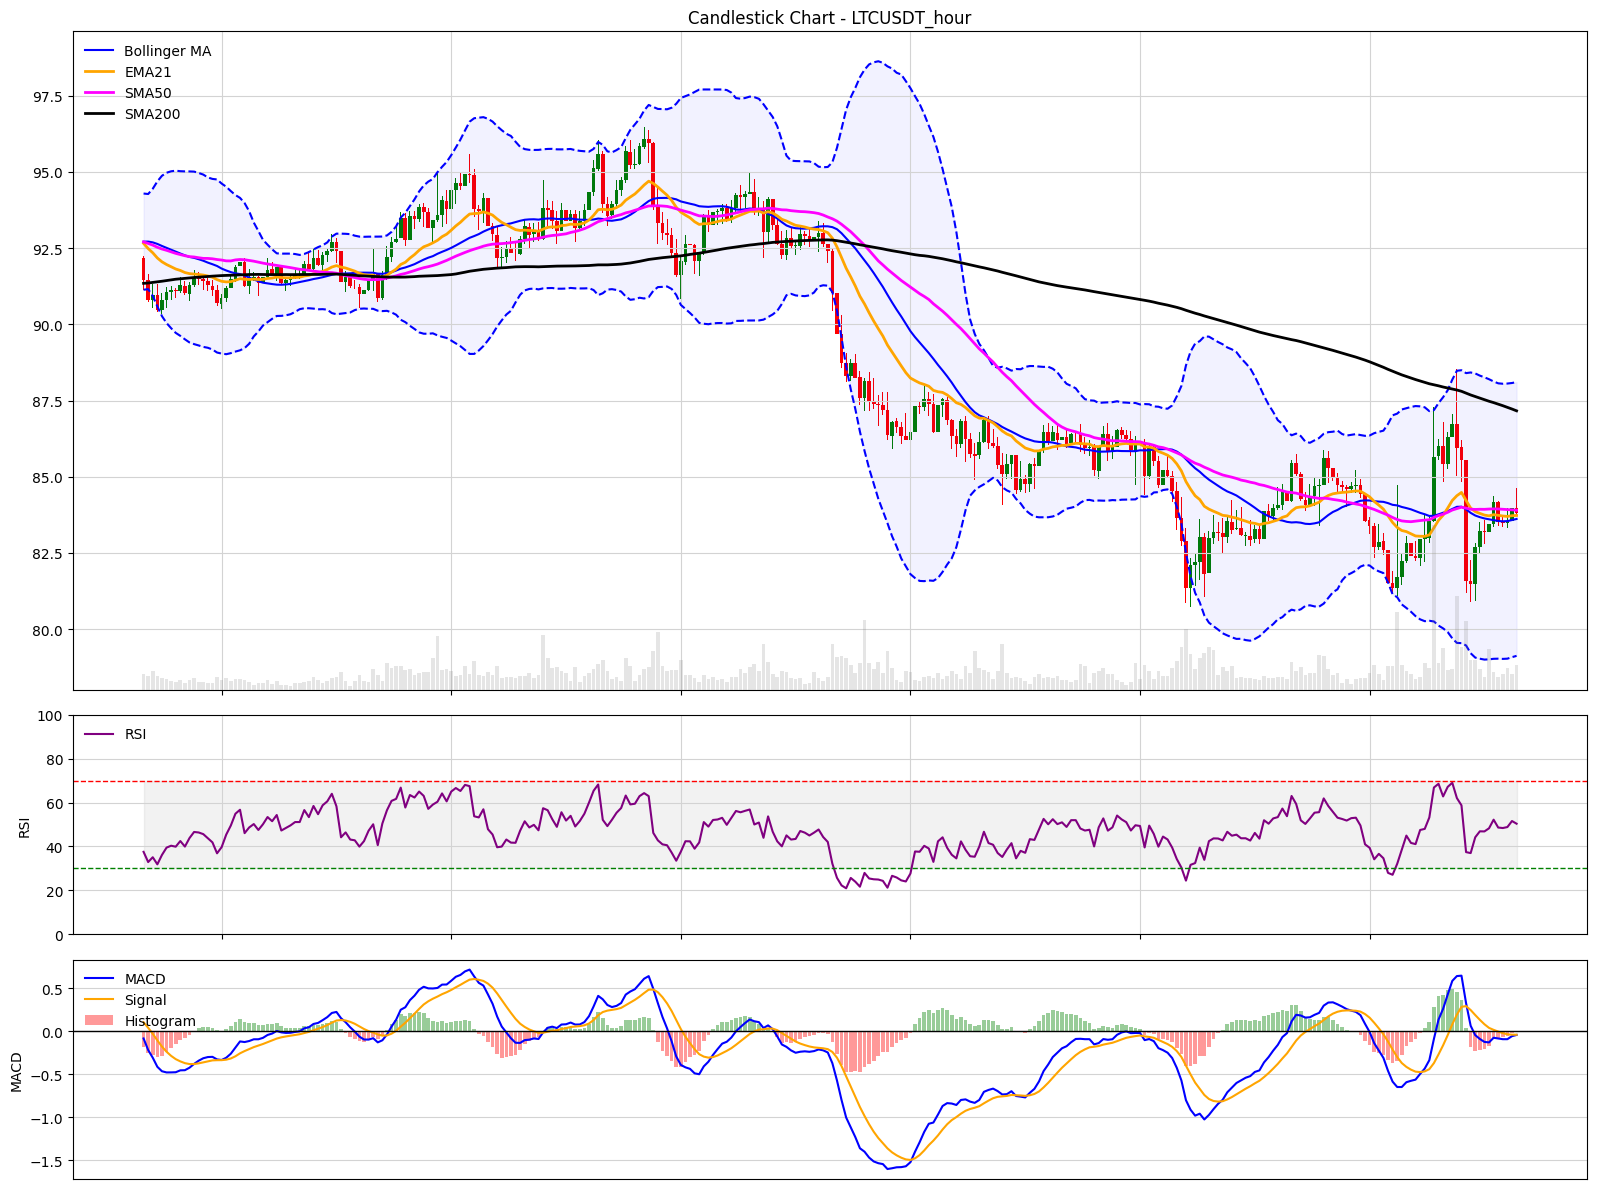 Candlestick Chart - LTCUSDT_hour
Bollinger MA
EMA21
SMA50
SMA200
97.5
95.0
92.5
90.0
87.5
85.0
82.5
80.0
RSI
100
80
60
40
20
0
RSI
MACD
Signal
Histogram
0.5
0.0
−0.5
−1.0
−1.5
MACD